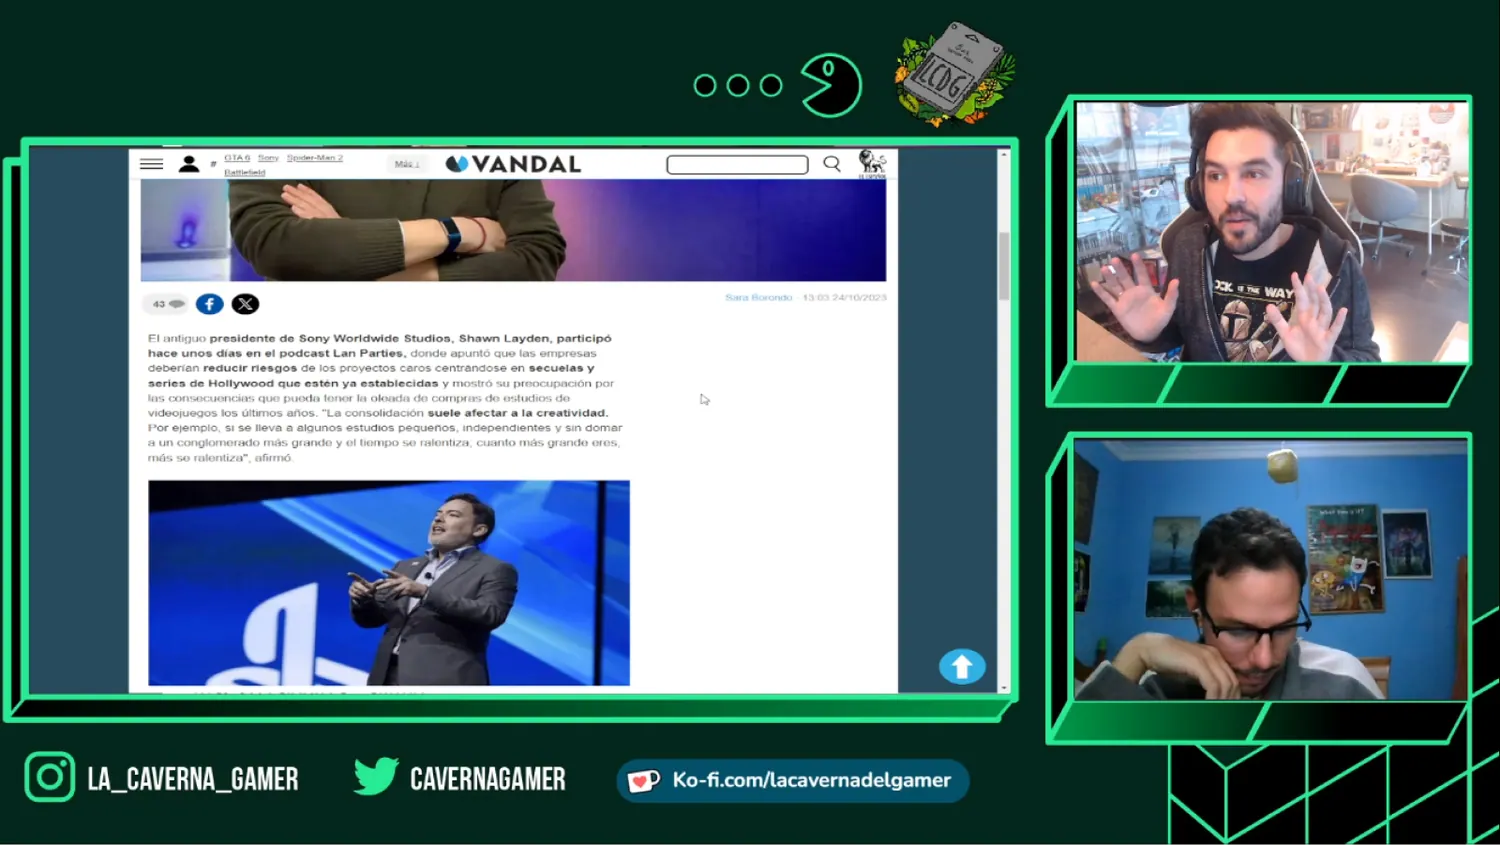 LCDG
GTA 6 Sony Spider-Man 2
Battlefield
Más ↓
VANDAL
43
Sara Borondo · 13:03 24/10/2023
El antiguo presidente de Sony Worldwide Studios, Shawn Layden, participó
hace unos días en el podcast Lan Parties, donde apuntó que las empresas
deberían reducir riesgos de los proyectos caros centrándose en secuelas y
series de Hollywood que estén ya establecidas y mostró su preocupación por
las consecuencias que pueda tener la oleada de compras de estudios de
videojuegos los últimos años. "La consolidación suele afectar a la creatividad.
Por ejemplo, si se lleva a algunos estudios pequeños, independientes y sin domar
a un conglomerado más grande y el tiempo se ralentiza, cuanto más grande eres,
más se ralentiza", afirmó.
IS THE WAY
LA_CAVERNA_GAMER
CAVERNAGAMER
Ko-fi.com/lacavernadelgamer